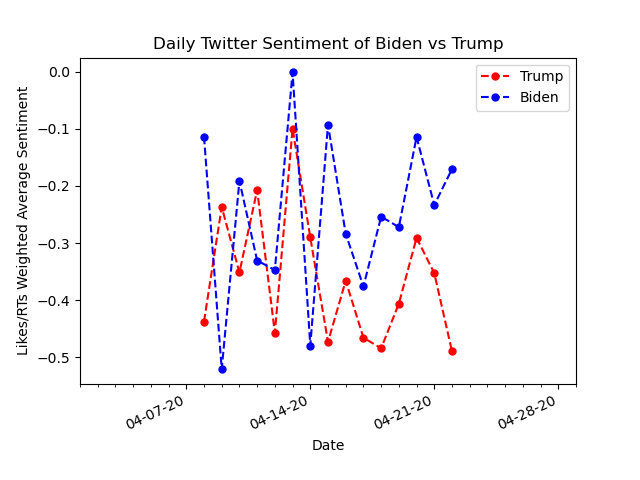 Daily Twitter Sentiment of Biden vs Trump
Trump
Biden
Likes/RTs Weighted Average Sentiment
0.0
−0.1
−0.2
−0.3
−0.4
−0.5
04-07-20
04-14-20
04-21-20
04-28-20
Date